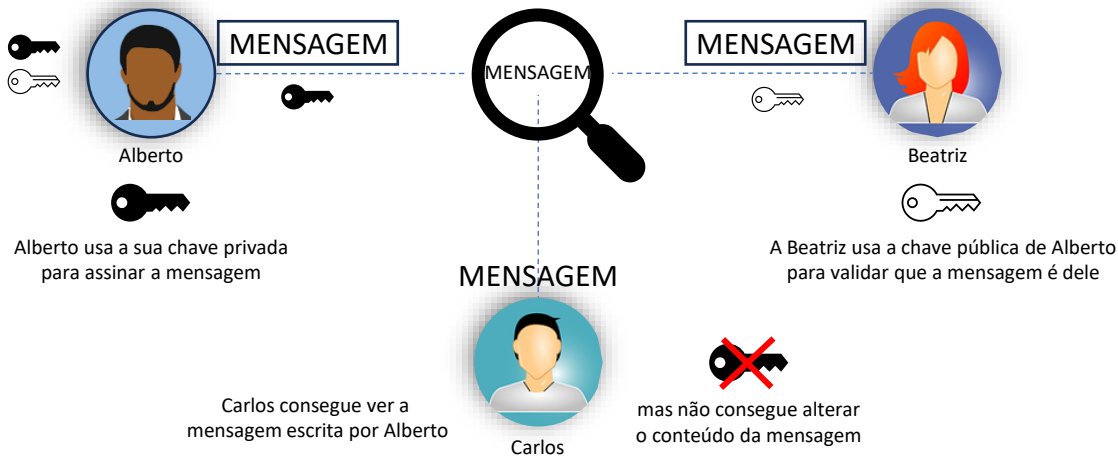 MENSAGEM
MENSAGEM
MENSAGEM
Alberto
Beatriz
Alberto usa a sua chave privada
para assinar a mensagem
A Beatriz usa a chave pública de Alberto
para validar que a mensagem é dele
MENSAGEM
Carlos consegue ver a
mensagem escrita por Alberto
Carlos
mas não consegue alterar
o conteúdo da mensagem